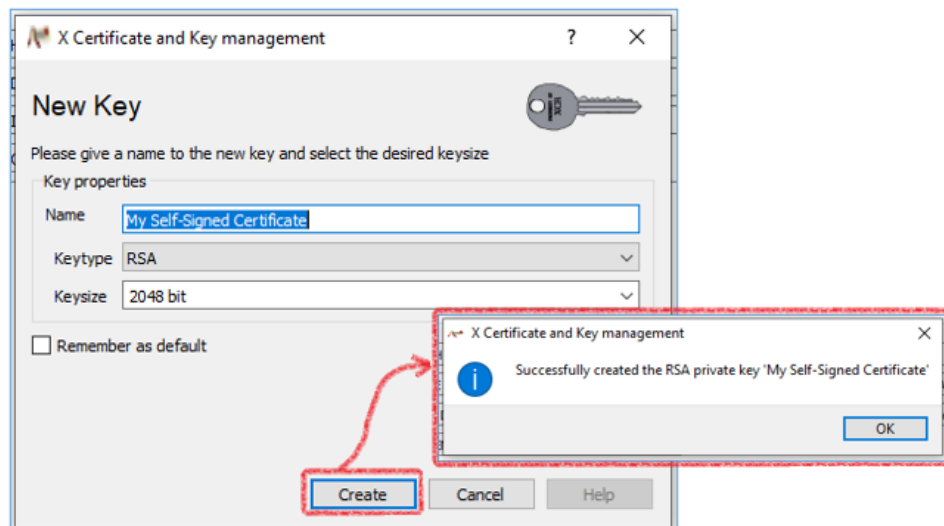 X Certificate and Key management
New Key
Please give a name to the new key and select the desired keysize
Key properties
Name
My Self-Signed Certificate
Keytype
RSA
Keysize
2048 bit
Remember as default
X Certificate and Key management
Successfully created the RSA private key 'My Self-Signed Certificate'
OK
Create
Cancel
Help